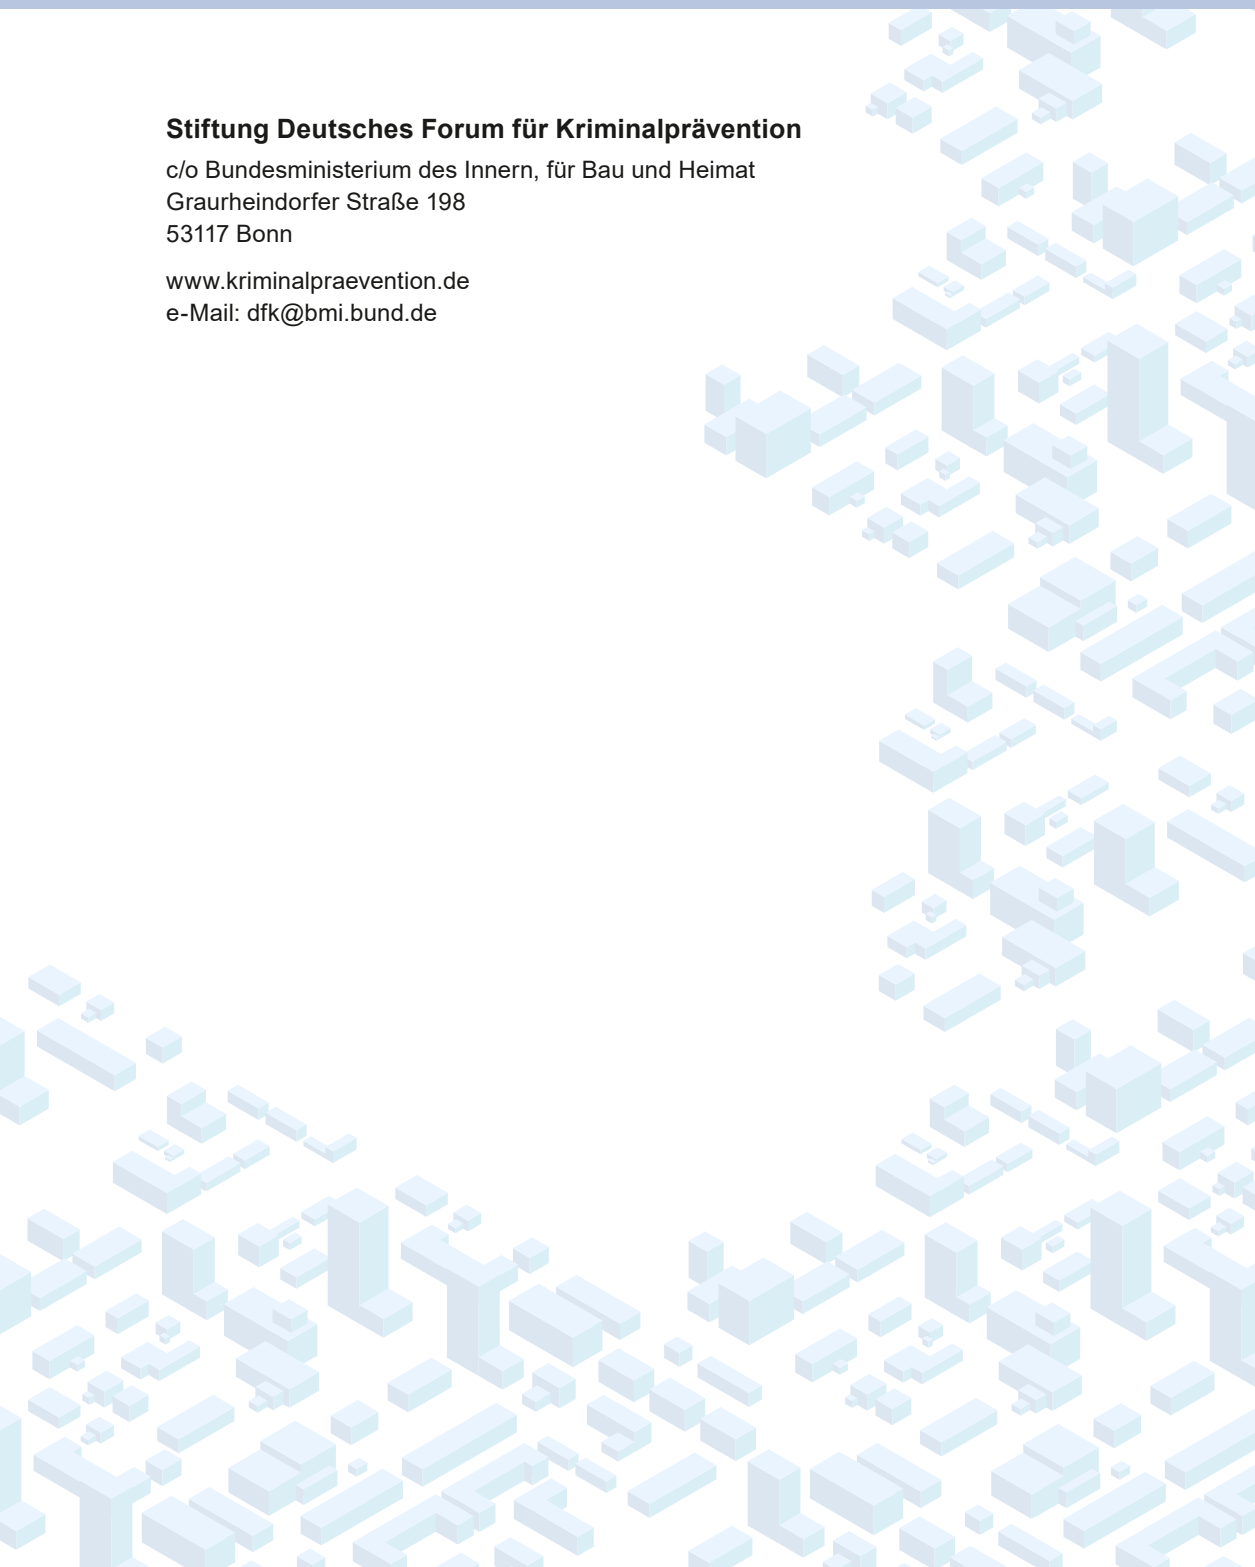 Stiftung Deutsches Forum für Kriminalprävention
c/o Bundesministerium des Innern, für Bau und Heimat
Graurheindorfer Straße 198
53117 Bonn
www.kriminalpraevention.de
e-Mail: dfk@bmi.bund.de